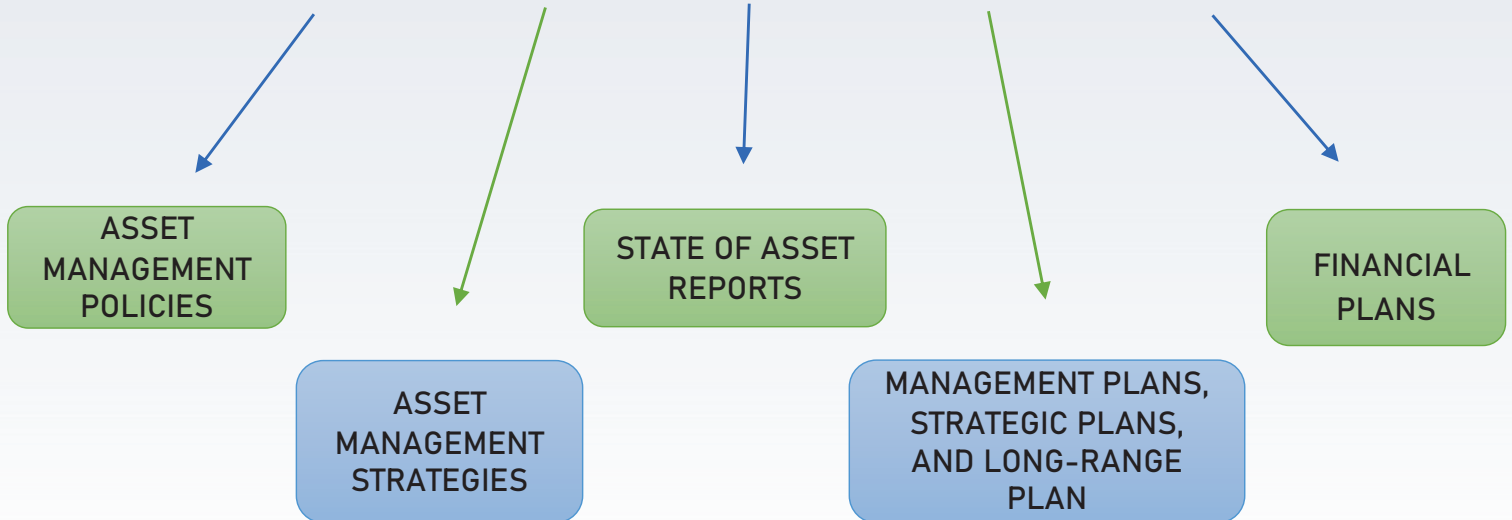 ASSET
MANAGEMENT
POLICIES
ASSET
MANAGEMENT
STRATEGIES
STATE OF ASSET
REPORTS
MANAGEMENT PLANS,
STRATEGIC PLANS,
AND LONG-RANGE
PLAN
FINANCIAL
PLANS